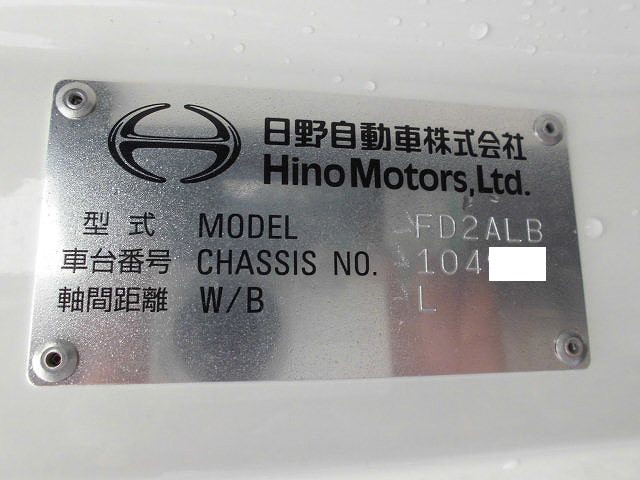 日野自動車株式会社
Hino Motors,Ltd.
型式 MODEL FD2ALB
車台番号 CHASSIS NO. 104
軸間距離 W/B L